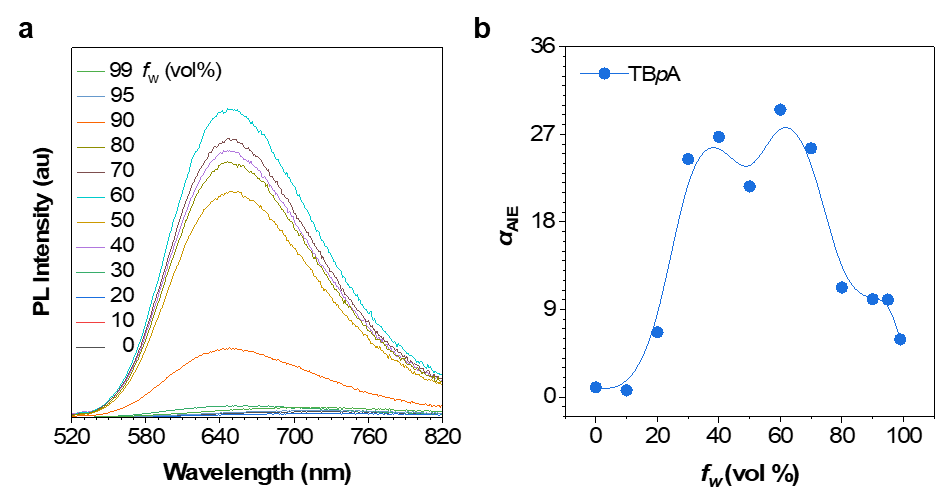 a
99 fw (vol%)
95
90
80
70
60
50
40
30
20
10
0
PL Intensity (au)
520 580 640 700 760 820
Wavelength (nm)
b
TBpA
36
27
18
9
0
αAIE
0 20 40 60 80 100
fw (vol %)